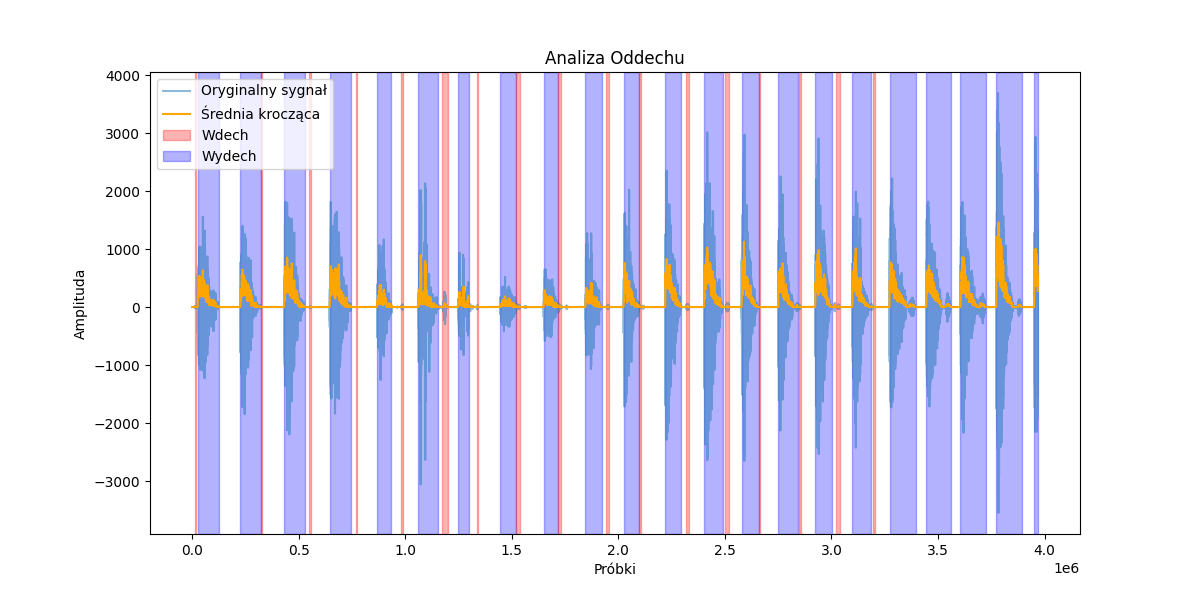 Analiza Oddechu
4000
3000
2000
1000
0
−1000
−2000
−3000
Amplituda
Oryginalny sygnał
Średnia krocząca
Wdech
Wydech
0.0 0.5 1.0 1.5 2.0 2.5 3.0 3.5 4.0
1e6
Próbki